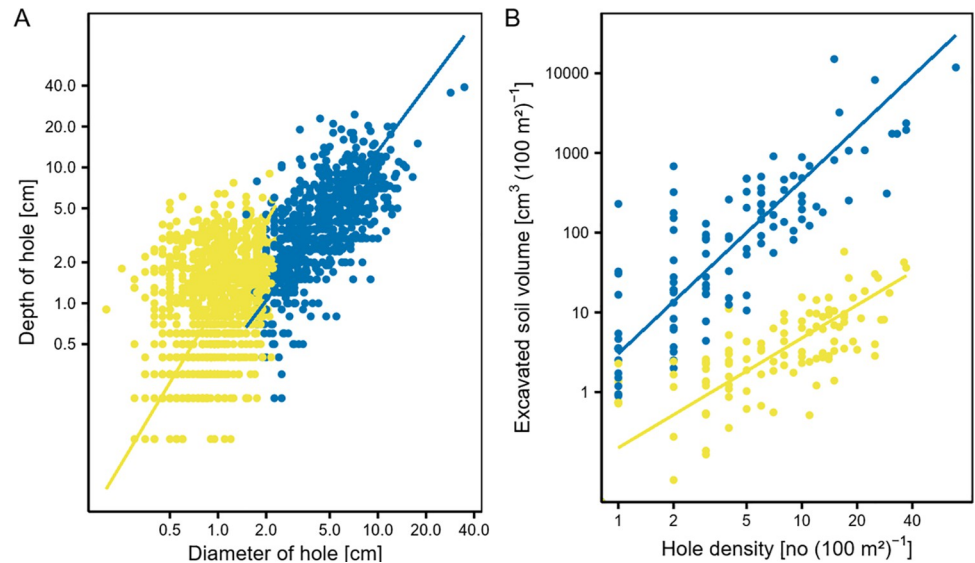 A
B
Depth of hole [cm]
40.0
20.0
10.0
5.0
2.0
1.0
0.5
0.5 1.0 2.0 5.0 10.0 20.0 40.0
Diameter of hole [cm]
Excavated soil volume [cm³ (100 m²)⁻¹]
10000
1000
100
10
1
1 2 5 10 20 40
Hole density [no (100 m²)⁻¹]